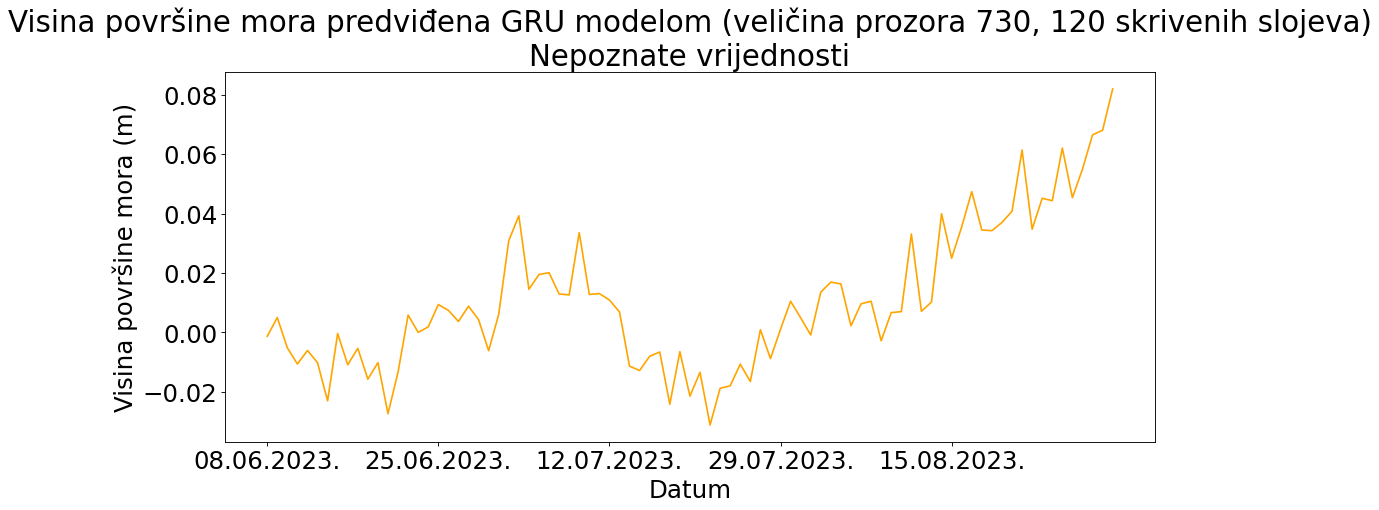 Visina površine mora predviđena GRU modelom (veličina prozora 730, 120 skrivenih slojeva)
Nepoznate vrijednosti
Visina površine mora (m)
0.08
0.06
0.04
0.02
0.00
−0.02
08.06.2023. 25.06.2023. 12.07.2023. 29.07.2023. 15.08.2023.
Datum